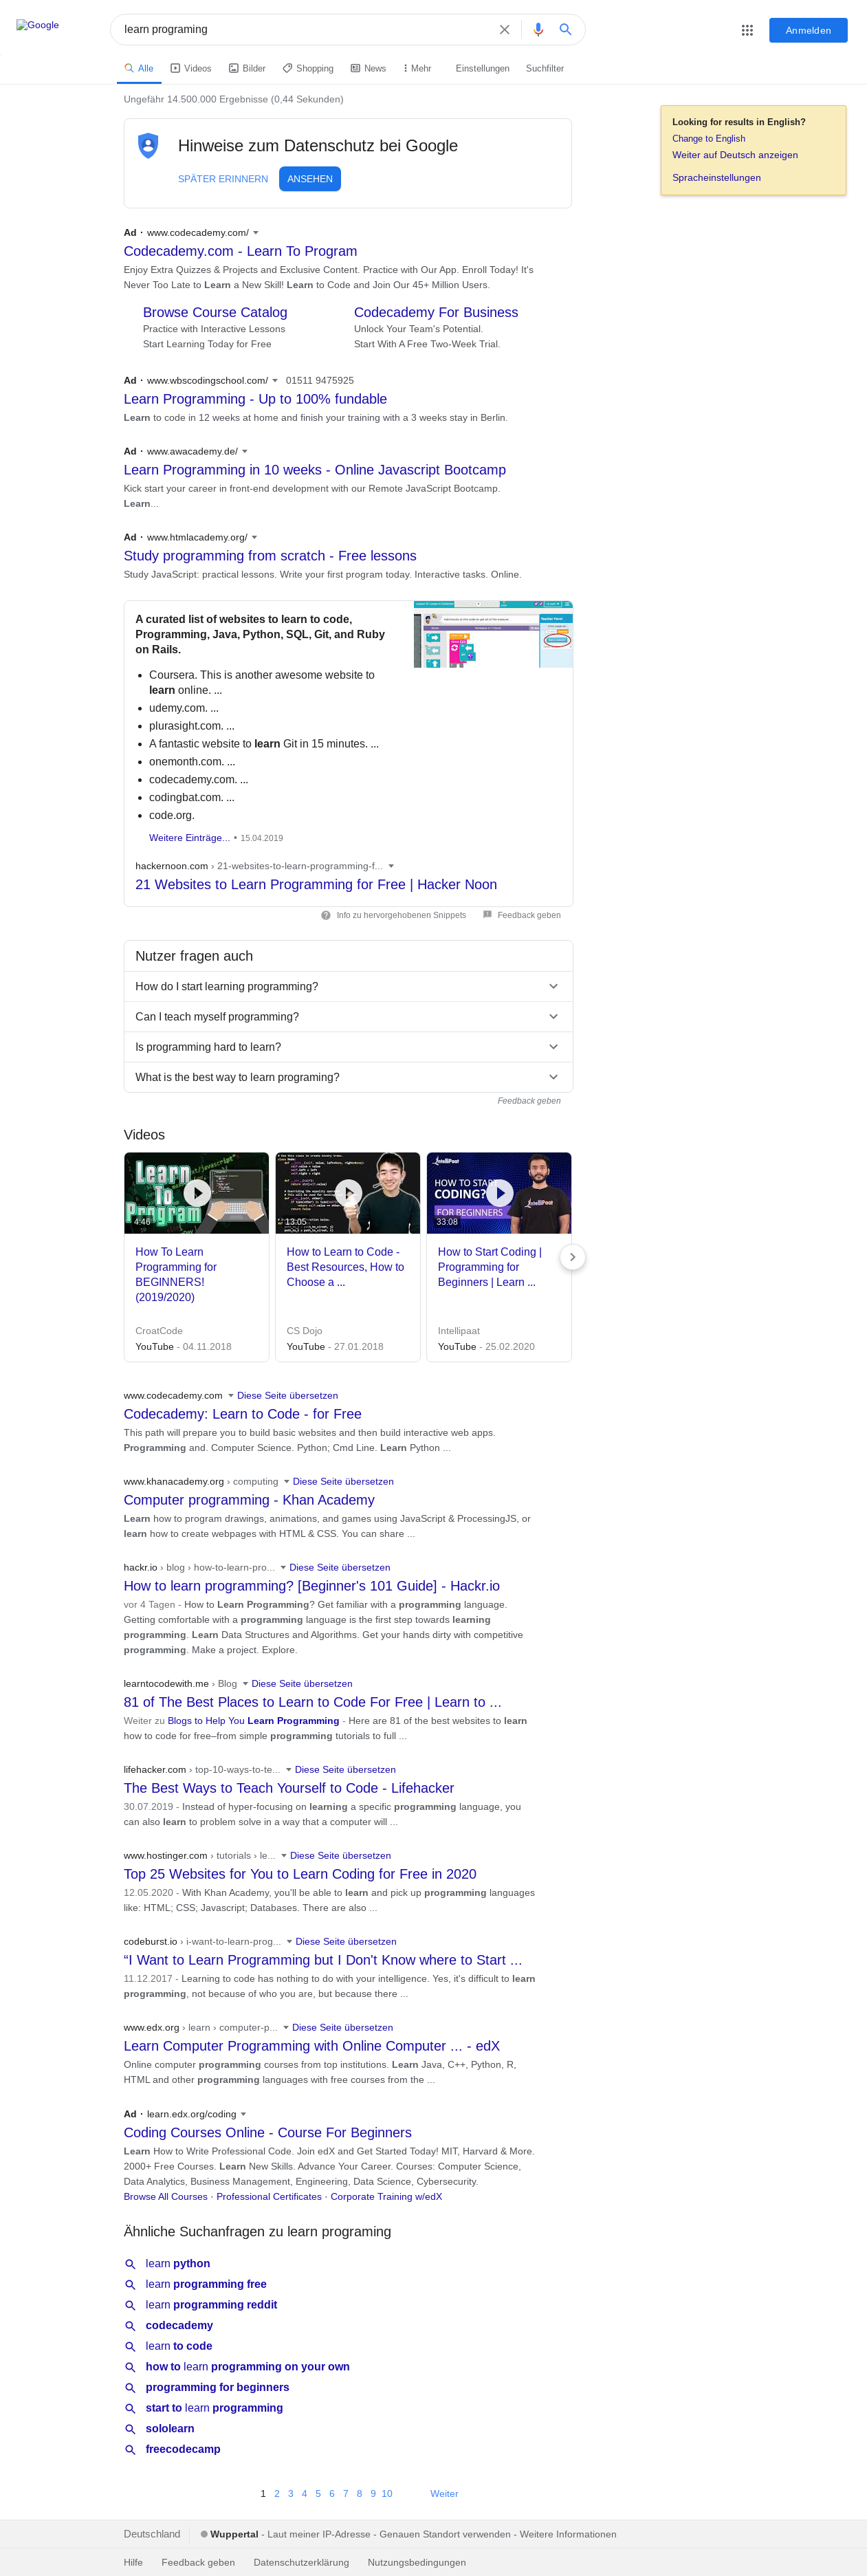 Google
learn programing
Anmelden
Alle
Videos
Bilder
Shopping
News
Mehr
Einstellungen
Suchfilter
Ungefähr 14.500.000 Ergebnisse (0,44 Sekunden)
Looking for results in English?
Change to English
Weiter auf Deutsch anzeigen
Spracheinstellungen
Hinweise zum Datenschutz bei Google
SPÄTER ERINNERN
ANSEHEN
Ad · www.codecademy.com/
Codecademy.com - Learn To Program
Enjoy Extra Quizzes & Projects and Exclusive Content. Practice with Our App. Enroll Today! It's
Never Too Late to Learn a New Skill! Learn to Code and Join Our 45+ Million Users.
Browse Course Catalog
Practice with Interactive Lessons
Start Learning Today for Free
Codecademy For Business
Unlock Your Team's Potential.
Start With A Free Two-Week Trial.
Ad · www.wbscodingschool.com/ 01511 9475925
Learn Programming - Up to 100% fundable
Learn to code in 12 weeks at home and finish your training with a 3 weeks stay in Berlin.
Ad · www.awacademy.de/
Learn Programming in 10 weeks - Online Javascript Bootcamp
Kick start your career in front-end development with our Remote JavaScript Bootcamp.
Learn...
Ad · www.htmlacademy.org/
Study programming from scratch - Free lessons
Study JavaScript: practical lessons. Write your first program today. Interactive tasks. Online.
A curated list of websites to learn to code,
Programming, Java, Python, SQL, Git, and Ruby
on Rails.
• Coursera. This is another awesome website to
learn online. ...
• udemy.com. ...
• plurasight.com. ...
• A fantastic website to learn Git in 15 minutes. ...
• onemonth.com. ...
• codecademy.com. ...
• codingbat.com. ...
• code.org.
Weitere Einträge... • 15.04.2019
hackernoon.com › 21-websites-to-learn-programming-f...
21 Websites to Learn Programming for Free | Hacker Noon
Info zu hervorgehobenen Snippets
Feedback geben
Nutzer fragen auch
How do I start learning programming?
Can I teach myself programming?
Is programming hard to learn?
What is the best way to learn programing?
Feedback geben
Videos
Learn
To
Program
4:46
How To Learn
Programming for
BEGINNERS!
(2019/2020)
CroatCode
YouTube - 04.11.2018
13:05
How to Learn to Code -
Best Resources, How to
Choose a ...
CS Dojo
YouTube - 27.01.2018
IntelliPaat
HOW TO START
CODING?
FOR BEGINNERS
33:08
How to Start Coding |
Programming for
Beginners | Learn ...
Intellipaat
YouTube - 25.02.2020
www.codecademy.com Diese Seite übersetzen
Codecademy: Learn to Code - for Free
This path will prepare you to build basic websites and then build interactive web apps.
Programming and. Computer Science. Python; Cmd Line. Learn Python ...
www.khanacademy.org › computing Diese Seite übersetzen
Computer programming - Khan Academy
Learn how to program drawings, animations, and games using JavaScript & ProcessingJS, or
learn how to create webpages with HTML & CSS. You can share ...
hackr.io › blog › how-to-learn-pro... Diese Seite übersetzen
How to learn programming? [Beginner's 101 Guide] - Hackr.io
vor 4 Tagen - How to Learn Programming? Get familiar with a programming language.
Getting comfortable with a programming language is the first step towards learning
programming. Learn Data Structures and Algorithms. Get your hands dirty with competitive
programming. Make a project. Explore.
learntocodewith.me › Blog Diese Seite übersetzen
81 of The Best Places to Learn to Code For Free | Learn to ...
Weiter zu Blogs to Help You Learn Programming - Here are 81 of the best websites to learn
how to code for free–from simple programming tutorials to full ...
lifehacker.com › top-10-ways-to-te... Diese Seite übersetzen
The Best Ways to Teach Yourself to Code - Lifehacker
30.07.2019 - Instead of hyper-focusing on learning a specific programming language, you
can also learn to problem solve in a way that a computer will ...
www.hostinger.com › tutorials › le... Diese Seite übersetzen
Top 25 Websites for You to Learn Coding for Free in 2020
12.05.2020 - With Khan Academy, you'll be able to learn and pick up programming languages
like: HTML; CSS; Javascript; Databases. There are also ...
codeburst.io › i-want-to-learn-prog... Diese Seite übersetzen
“I Want to Learn Programming but I Don't Know where to Start ...
11.12.2017 - Learning to code has nothing to do with your intelligence. Yes, it's difficult to learn
programming, not because of who you are, but because there ...
www.edx.org › learn › computer-p... Diese Seite übersetzen
Learn Computer Programming with Online Computer ... - edX
Online computer programming courses from top institutions. Learn Java, C++, Python, R,
HTML and other programming languages with free courses from the ...
Ad · learn.edx.org/coding
Coding Courses Online - Course For Beginners
Learn How to Write Professional Code. Join edX and Get Started Today! MIT, Harvard & More.
2000+ Free Courses. Learn New Skills. Advance Your Career. Courses: Computer Science,
Data Analytics, Business Management, Engineering, Data Science, Cybersecurity.
Browse All Courses · Professional Certificates · Corporate Training w/edX
Ähnliche Suchanfragen zu learn programing
learn python
learn programming free
learn programming reddit
codecademy
learn to code
how to learn programming on your own
programming for beginners
start to learn programming
sololearn
freecodecamp
1 2 3 4 5 6 7 8 9 10 Weiter
Deutschland
Wuppertal - Laut meiner IP-Adresse - Genauen Standort verwenden - Weitere Informationen
Hilfe Feedback geben Datenschutzerklärung Nutzungsbedingungen